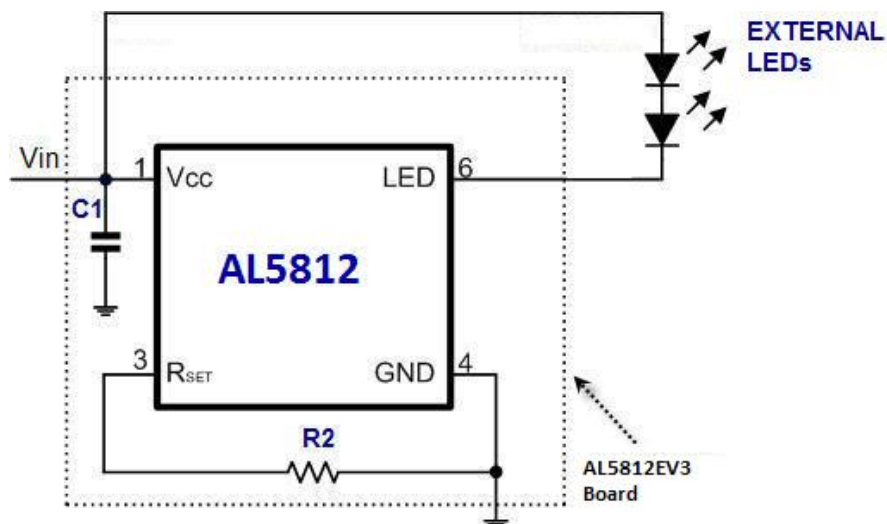 EXTERNAL
LEDs
Vin
1
Vcc
LED
6
C1
AL5812
3
RSET
GND
4
R2
AL5812EV3
Board